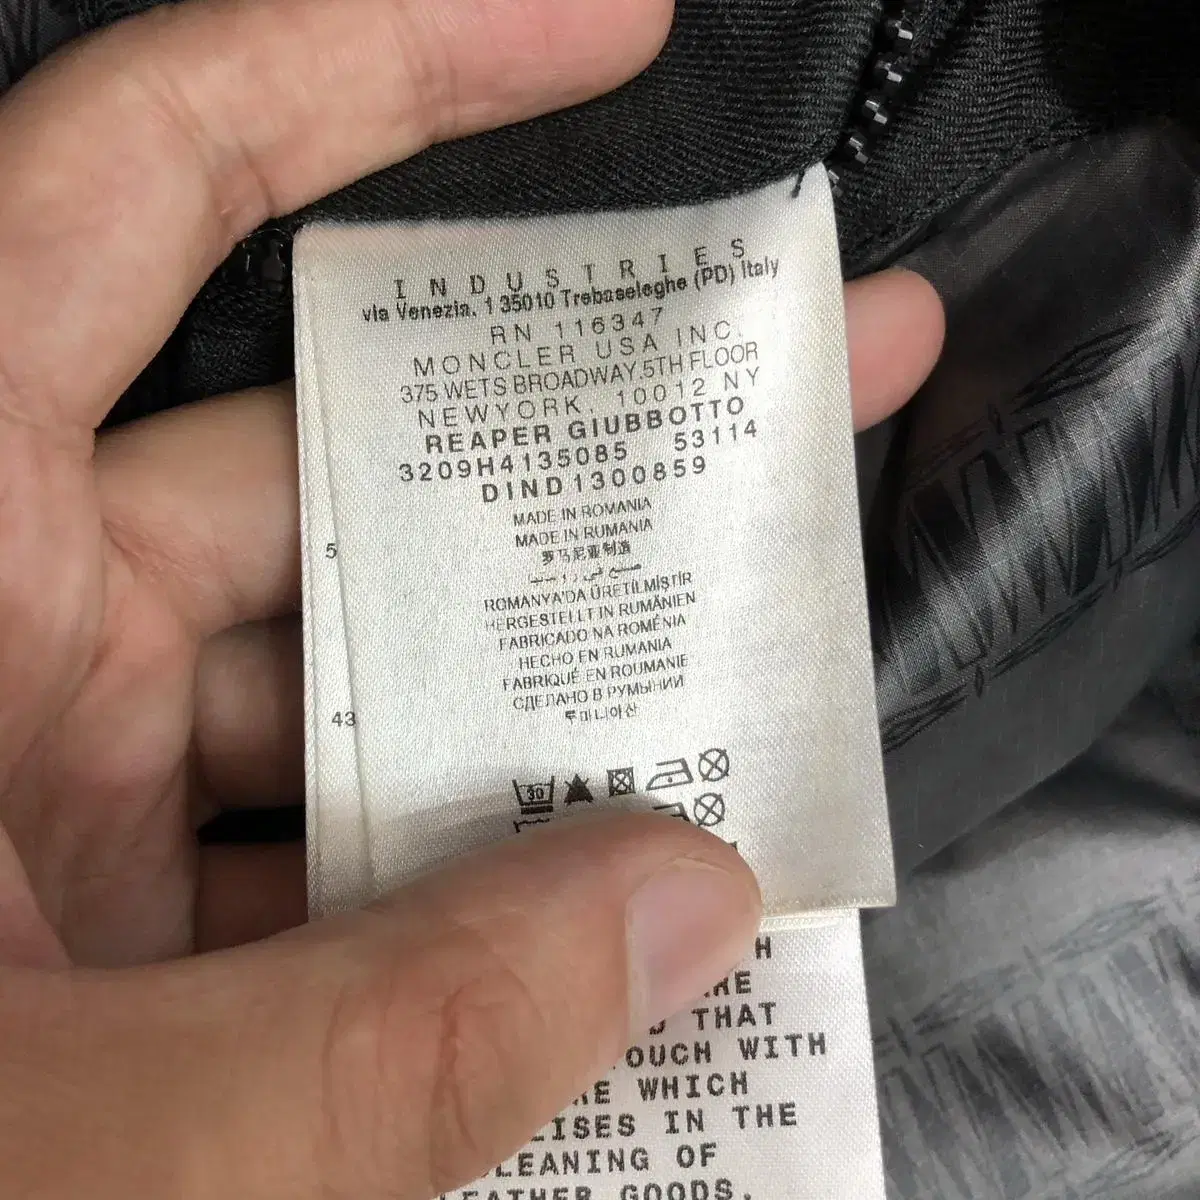 INDUSTRIES
via Venezia, 1 35010 Trebaseleghe (PD) Italy
RN 116347
MONCLER USA INC.
375 WETS BROADWAY,5TH FLOOR
NEWYORK, 10012 NY
REAPER GIUBBOTTO
3209H4135085 53114
DIND1300859
MADE IN ROMANIA
MADE IN RUMANIA
罗马尼亚制造
ROMANYA'DA ÜRETİLMİŞTİR
HERGESTELLT IN RUMÄNIEN
FABRICADO NA ROMÉNIA
HECHO EN RUMANIA
FABRIQUÉ EN ROUMANIE
СДЕЛАНО В РУМЫНИИ
5
43
30
THAT
WITH
WHICH
IN THE
OF
GOODS.